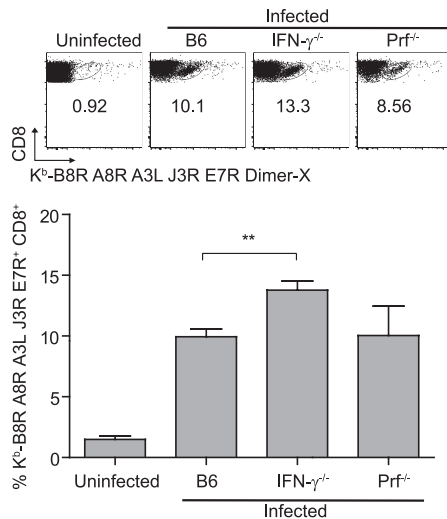 Infected
Uninfected B6 IFN-γ-/- Prf-/-
0.92 10.1 13.3 8.56
CD8
Kb-B8R A8R A3L J3R E7R Dimer-X
% Kb-B8R A8R A3L J3R E7R+ CD8+
20
**
15
10
5
0
Uninfected B6 IFN-γ-/- Prf-/-
Infected